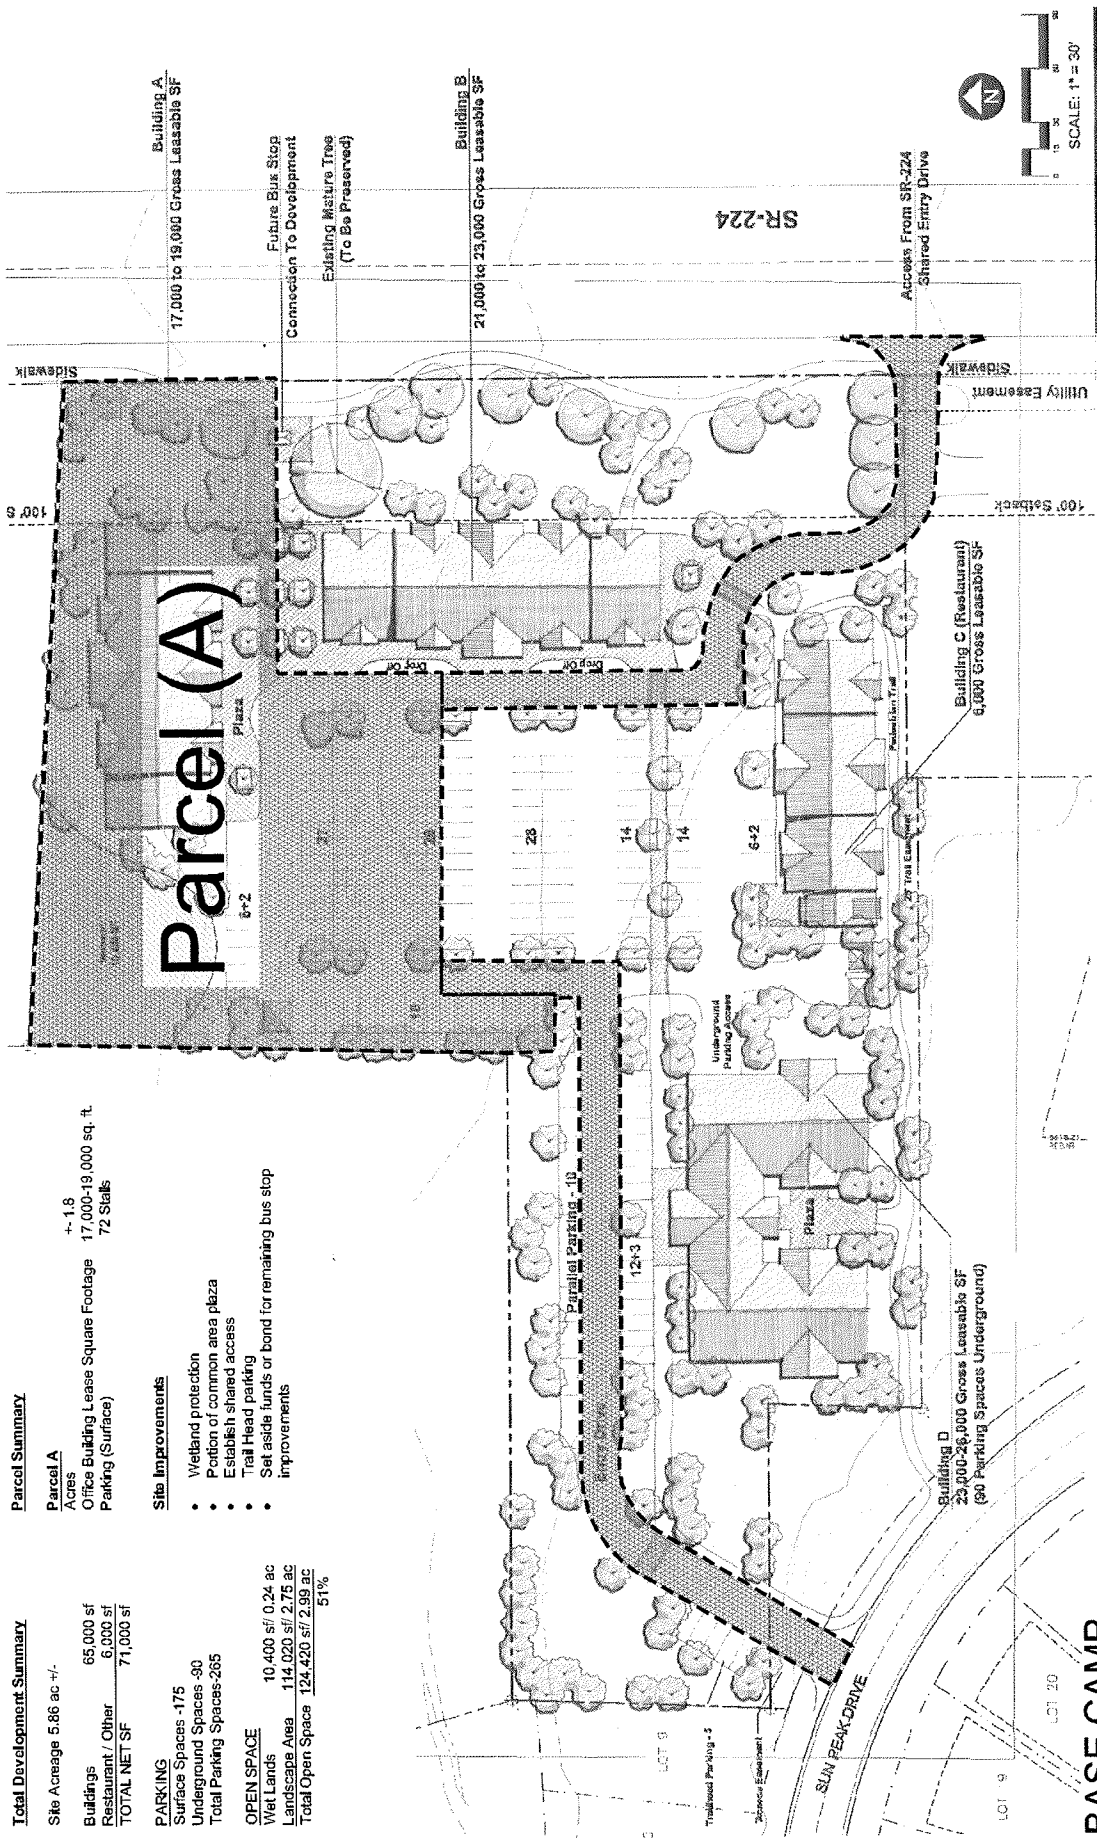 Total Development Summary
Site Acreage 5.86 ac +/-
Buildings 65,000 sf
Restaurant / Other 6,000 sf
TOTAL NET SF 71,000 sf
PARKING
Surface Spaces -175
Underground Spaces -90
Total Parking Spaces-265
OPEN SPACE
Wet Lands 10,400 sf/ 0.24 ac
Landscape Area 114,020 sf/ 2.75 ac
Total Open Space 124,420 sf/ 2.99 ac
51%
Parcel Summary
Parcel A
Acres +- 1.8
Office Building Lease Square Footage 17,000-19,000 sq. ft.
Parking (Surface) 72 Stalls
Site Improvements
• Wetland protection
• Portion of common area plaza
• Establish shared access
• Trail Head parking
• Set aside funds or bond for remaining bus stop
improvements
Parcel (A)
Building A
17,000 to 19,000 Gross Leasable SF
Future Bus Stop
Connection To Development
Existing Mature Tree
(To Be Preserved)
Building B
21,000 to 23,000 Gross Leasable SF
SR-224
Access From SR-224
Shared Entry Drive
N
SCALE: 1" = 30'
Sidewalk
100' S
Sidewalk
Utility Easement
100' Setback
Plaza
6+2
Drop Off
Drop Off
28
14
14
6+2
Building C (Restaurant)
6,000 Gross Leasable SF
Pedestrian Trail
Trail Easement
Underground
Parking Access
Parallel Parking - 10
12+3
Plaza
Building D
23,000-26,000 Gross Leasable SF
(90 Parking Spaces Underground)
Trailhead Parking - 5
Access Easement
SUN PEAK DRIVE
LOT 9
LOT 20
LOT 9
BASE CAMP